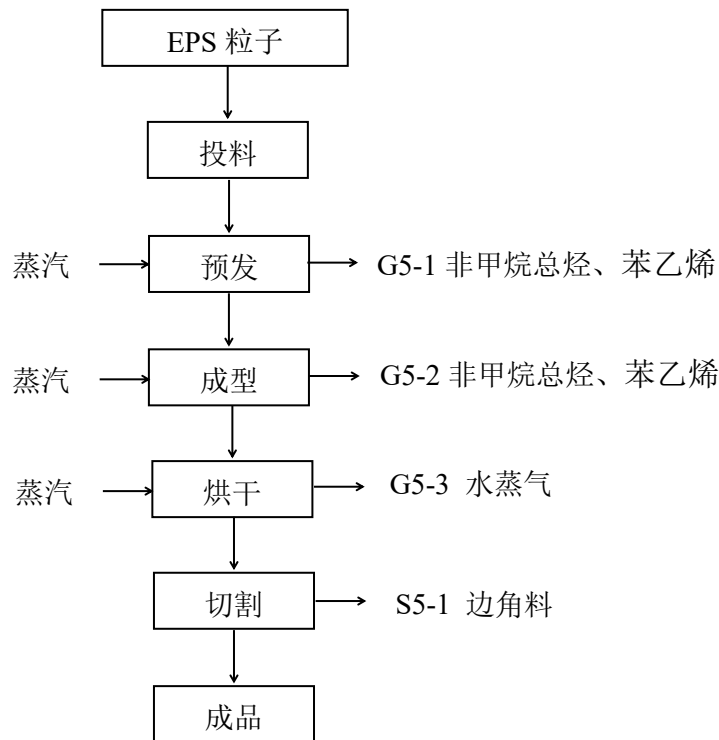 EPS 粒子
投料
蒸汽 预发 G5-1 非甲烷总烃、苯乙烯
蒸汽 成型 G5-2 非甲烷总烃、苯乙烯
蒸汽 烘干 G5-3 水蒸气
切割 S5-1 边角料
成品